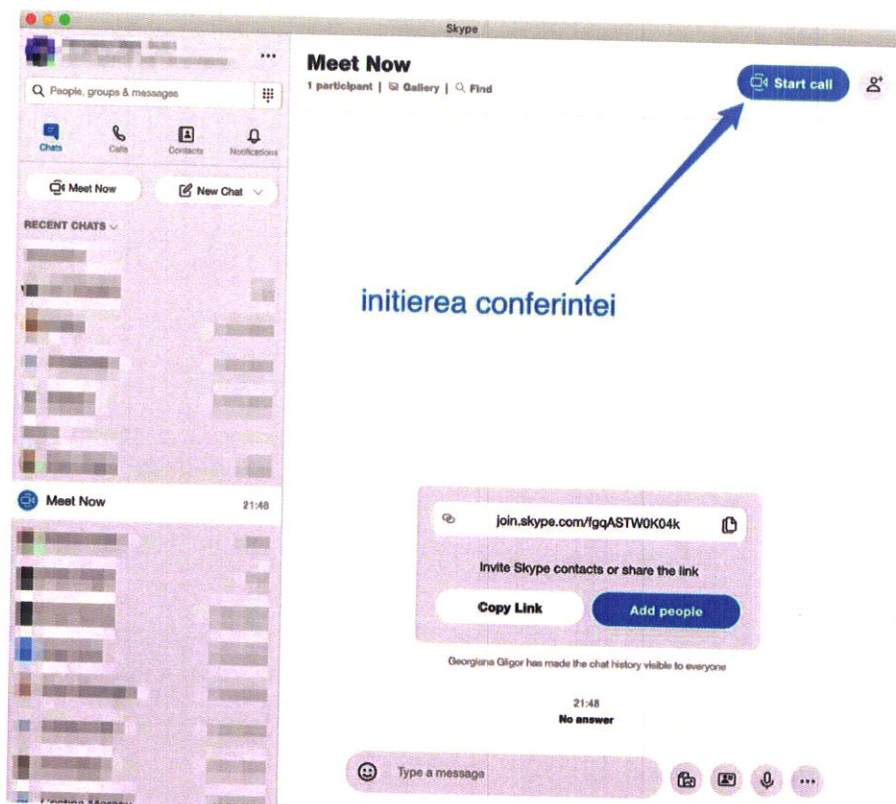 Skype
People, groups & messages
Chats
Calls
Contacts
Notifications
Meet Now
New Chat
RECENT CHATS
Meet Now
21:48
Meet Now
1 participant | Gallery | Find
Start call
initierea conferintei
join.skype.com/fgqASTW0K04k
Invite Skype contacts or share the link
Copy Link
Add people
Georgiana Gligor has made the chat history visible to everyone
21:48
No answer
Type a message